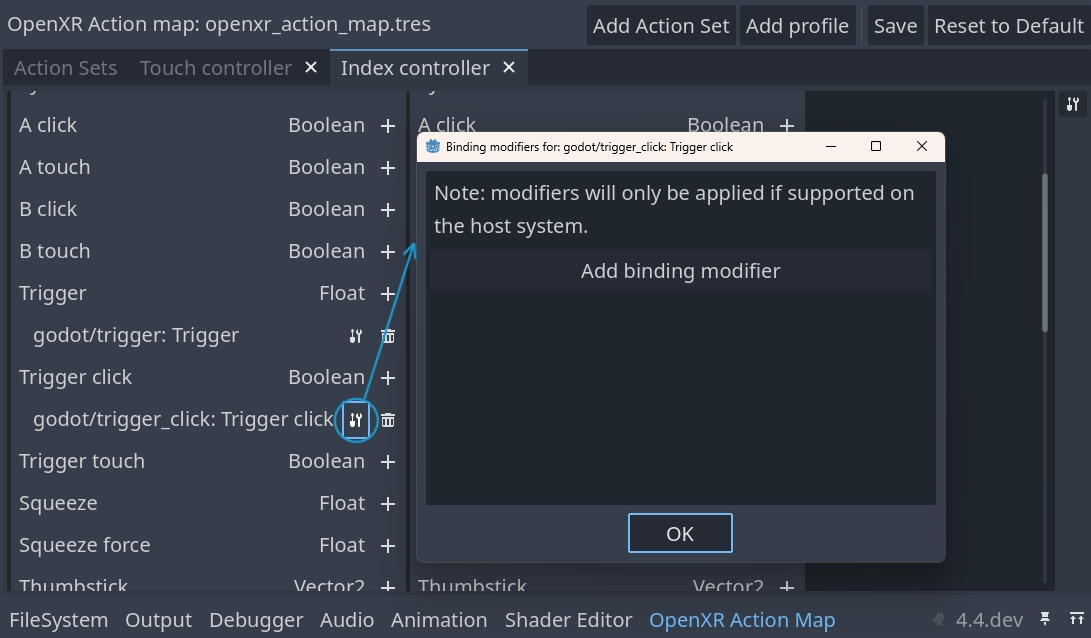 OpenXR Action map: openxr_action_map.tres Add Action Set Add profile Save Reset to Default
Action Sets Touch controller Index controller
A click Boolean
A touch Boolean
B click Boolean
B touch Boolean
Trigger Float
godot/trigger: Trigger
Trigger click Boolean
godot/trigger_click: Trigger click
Trigger touch Boolean
Squeeze Float
Squeeze force Float
Thumbstick Vector2
A click Boolean
Binding modifiers for: godot/trigger_click: Trigger click
Note: modifiers will only be applied if supported on
the host system.
Add binding modifier
OK
Thumbstick Vector2
FileSystem Output Debugger Audio Animation Shader Editor OpenXR Action Map 4.4.dev